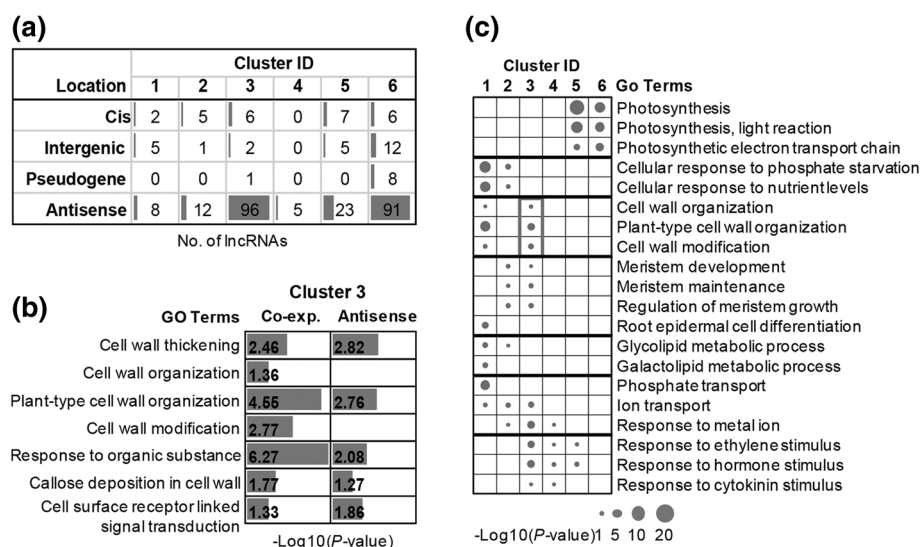 (a)
Cluster ID
Location 1 2 3 4 5 6
Cis 2 5 6 0 7 6
Intergenic 5 1 2 0 5 12
Pseudogene 0 0 1 0 0 8
Antisense 8 12 96 5 23 91
No. of lncRNAs
(b)
Cluster 3
GO Terms Co-exp. Antisense
Cell wall thickening 2.46 2.82
Cell wall organization 1.36
Plant-type cell wall organization 4.55 2.76
Cell wall modification 2.77
Response to organic substance 6.27 2.08
Callose deposition in cell wall 1.77 1.27
Cell surface receptor linked 1.33 1.86
signal transduction
-Log10(P-value)
(c)
Cluster ID
1 2 3 4 5 6 Go Terms
Photosynthesis
Photosynthesis, light reaction
Photosynthetic electron transport chain
Cellular response to phosphate starvation
Cellular response to nutrient levels
Cell wall organization
Plant-type cell wall organization
Cell wall modification
Meristem development
Meristem maintenance
Regulation of meristem growth
Root epidermal cell differentiation
Glycolipid metabolic process
Galactolipid metabolic process
Phosphate transport
Ion transport
Response to metal ion
Response to ethylene stimulus
Response to hormone stimulus
Response to cytokinin stimulus
-Log10(P-value) 1 5 10 20